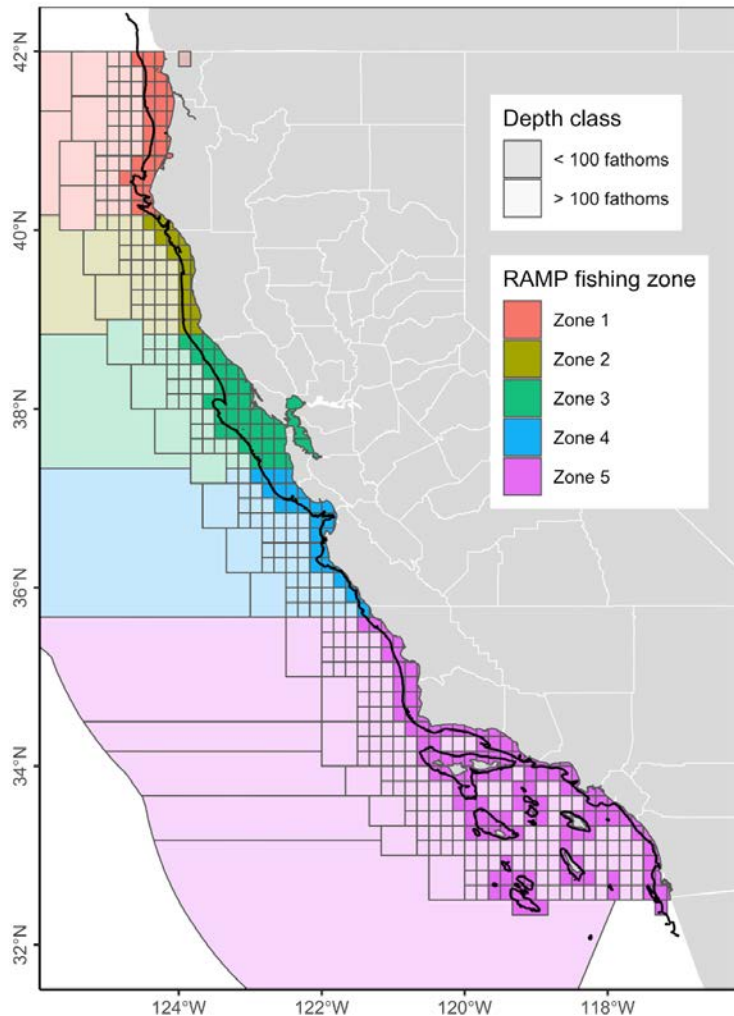 42°N
40°N
38°N
36°N
34°N
32°N
Depth class
< 100 fathoms
> 100 fathoms
RAMP fishing zone
Zone 1
Zone 2
Zone 3
Zone 4
Zone 5
124°W
122°W
120°W
118°W